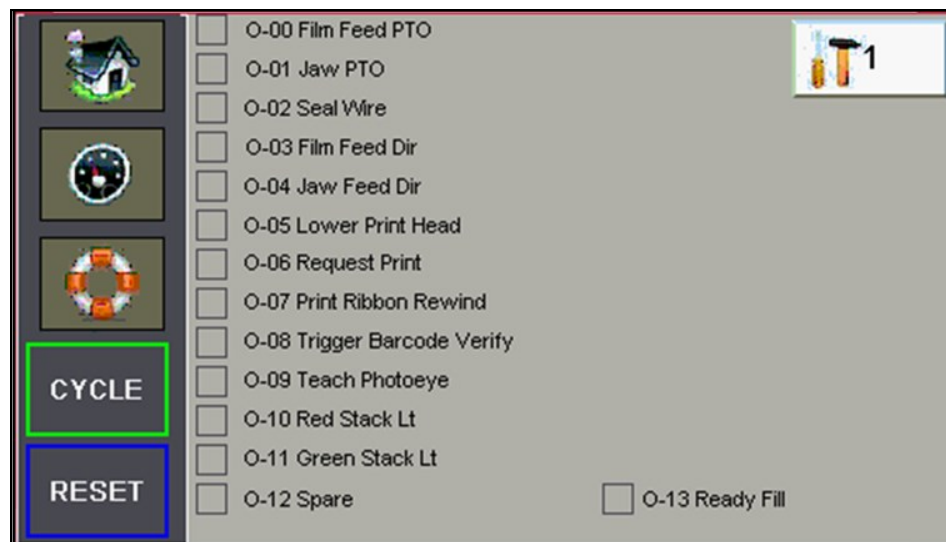 O-00 Film Feed PTO
1
O-01 Jaw PTO
O-02 Seal Wire
O-03 Film Feed Dir
O-04 Jaw Feed Dir
O-05 Lower Print Head
O-06 Request Print
O-07 Print Ribbon Rewind
O-08 Trigger Barcode Verify
CYCLE
O-09 Teach Photoeye
O-10 Red Stack Lt
O-11 Green Stack Lt
RESET
O-12 Spare
O-13 Ready Fill